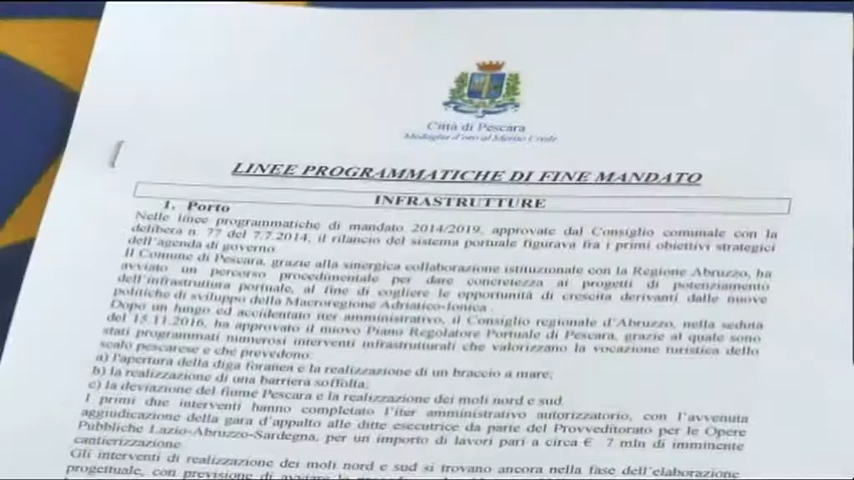 Città di Pescara
Medaglia d'oro al Merito Civile
LINEE PROGRAMMATICHE DI FINE MANDATO
INFRASTRUTTURE
1. Porto
Nelle linee programmatiche di mandato 2014/2019, approvate dal Consiglio comunale con la
delibera n. 77 del 7.7.2014, il rilancio del sistema portuale figurava fra i primi obiettivi strategici
dell'agenda di governo.
Il Comune di Pescara, grazie alla sinergica collaborazione istituzionale con la Regione Abruzzo, ha
avviato un percorso procedimentale per dare concretezza ai progetti di potenziamento
dell'infrastruttura portuale, al fine di cogliere le opportunità di crescita derivanti dalle nuove
politiche di sviluppo della Macroregione Adriatico-Ionica.
Dopo un lungo ed accidentato iter amministrativo, il Consiglio regionale d'Abruzzo, nella seduta
del 15.11.2016, ha approvato il nuovo Piano Regolatore Portuale di Pescara, grazie al quale sono
stati programmati numerosi interventi infrastrutturali che valorizzano la vocazione turistica dello
scalo pescarese e che prevedono:
a) l'apertura della diga foranea e la realizzazione di un braccio a mare;
b) la realizzazione di una barriera soffolta;
c) la deviazione del fiume Pescara e la realizzazione dei moli nord e sud.
I primi due interventi hanno completato l'iter amministrativo autorizzatorio, con l'avvenuta
aggiudicazione della gara d'appalto alle ditte esecutrice da parte del Provveditorato per le Opere
Pubbliche Lazio-Abruzzo-Sardegna, per un importo di lavori pari a circa € 7 mln di imminente
cantierizzazione.
Gli interventi di realizzazione dei moli nord e sud si trovano ancora nella fase dell'elaborazione
progettuale, con previsione di avviare la